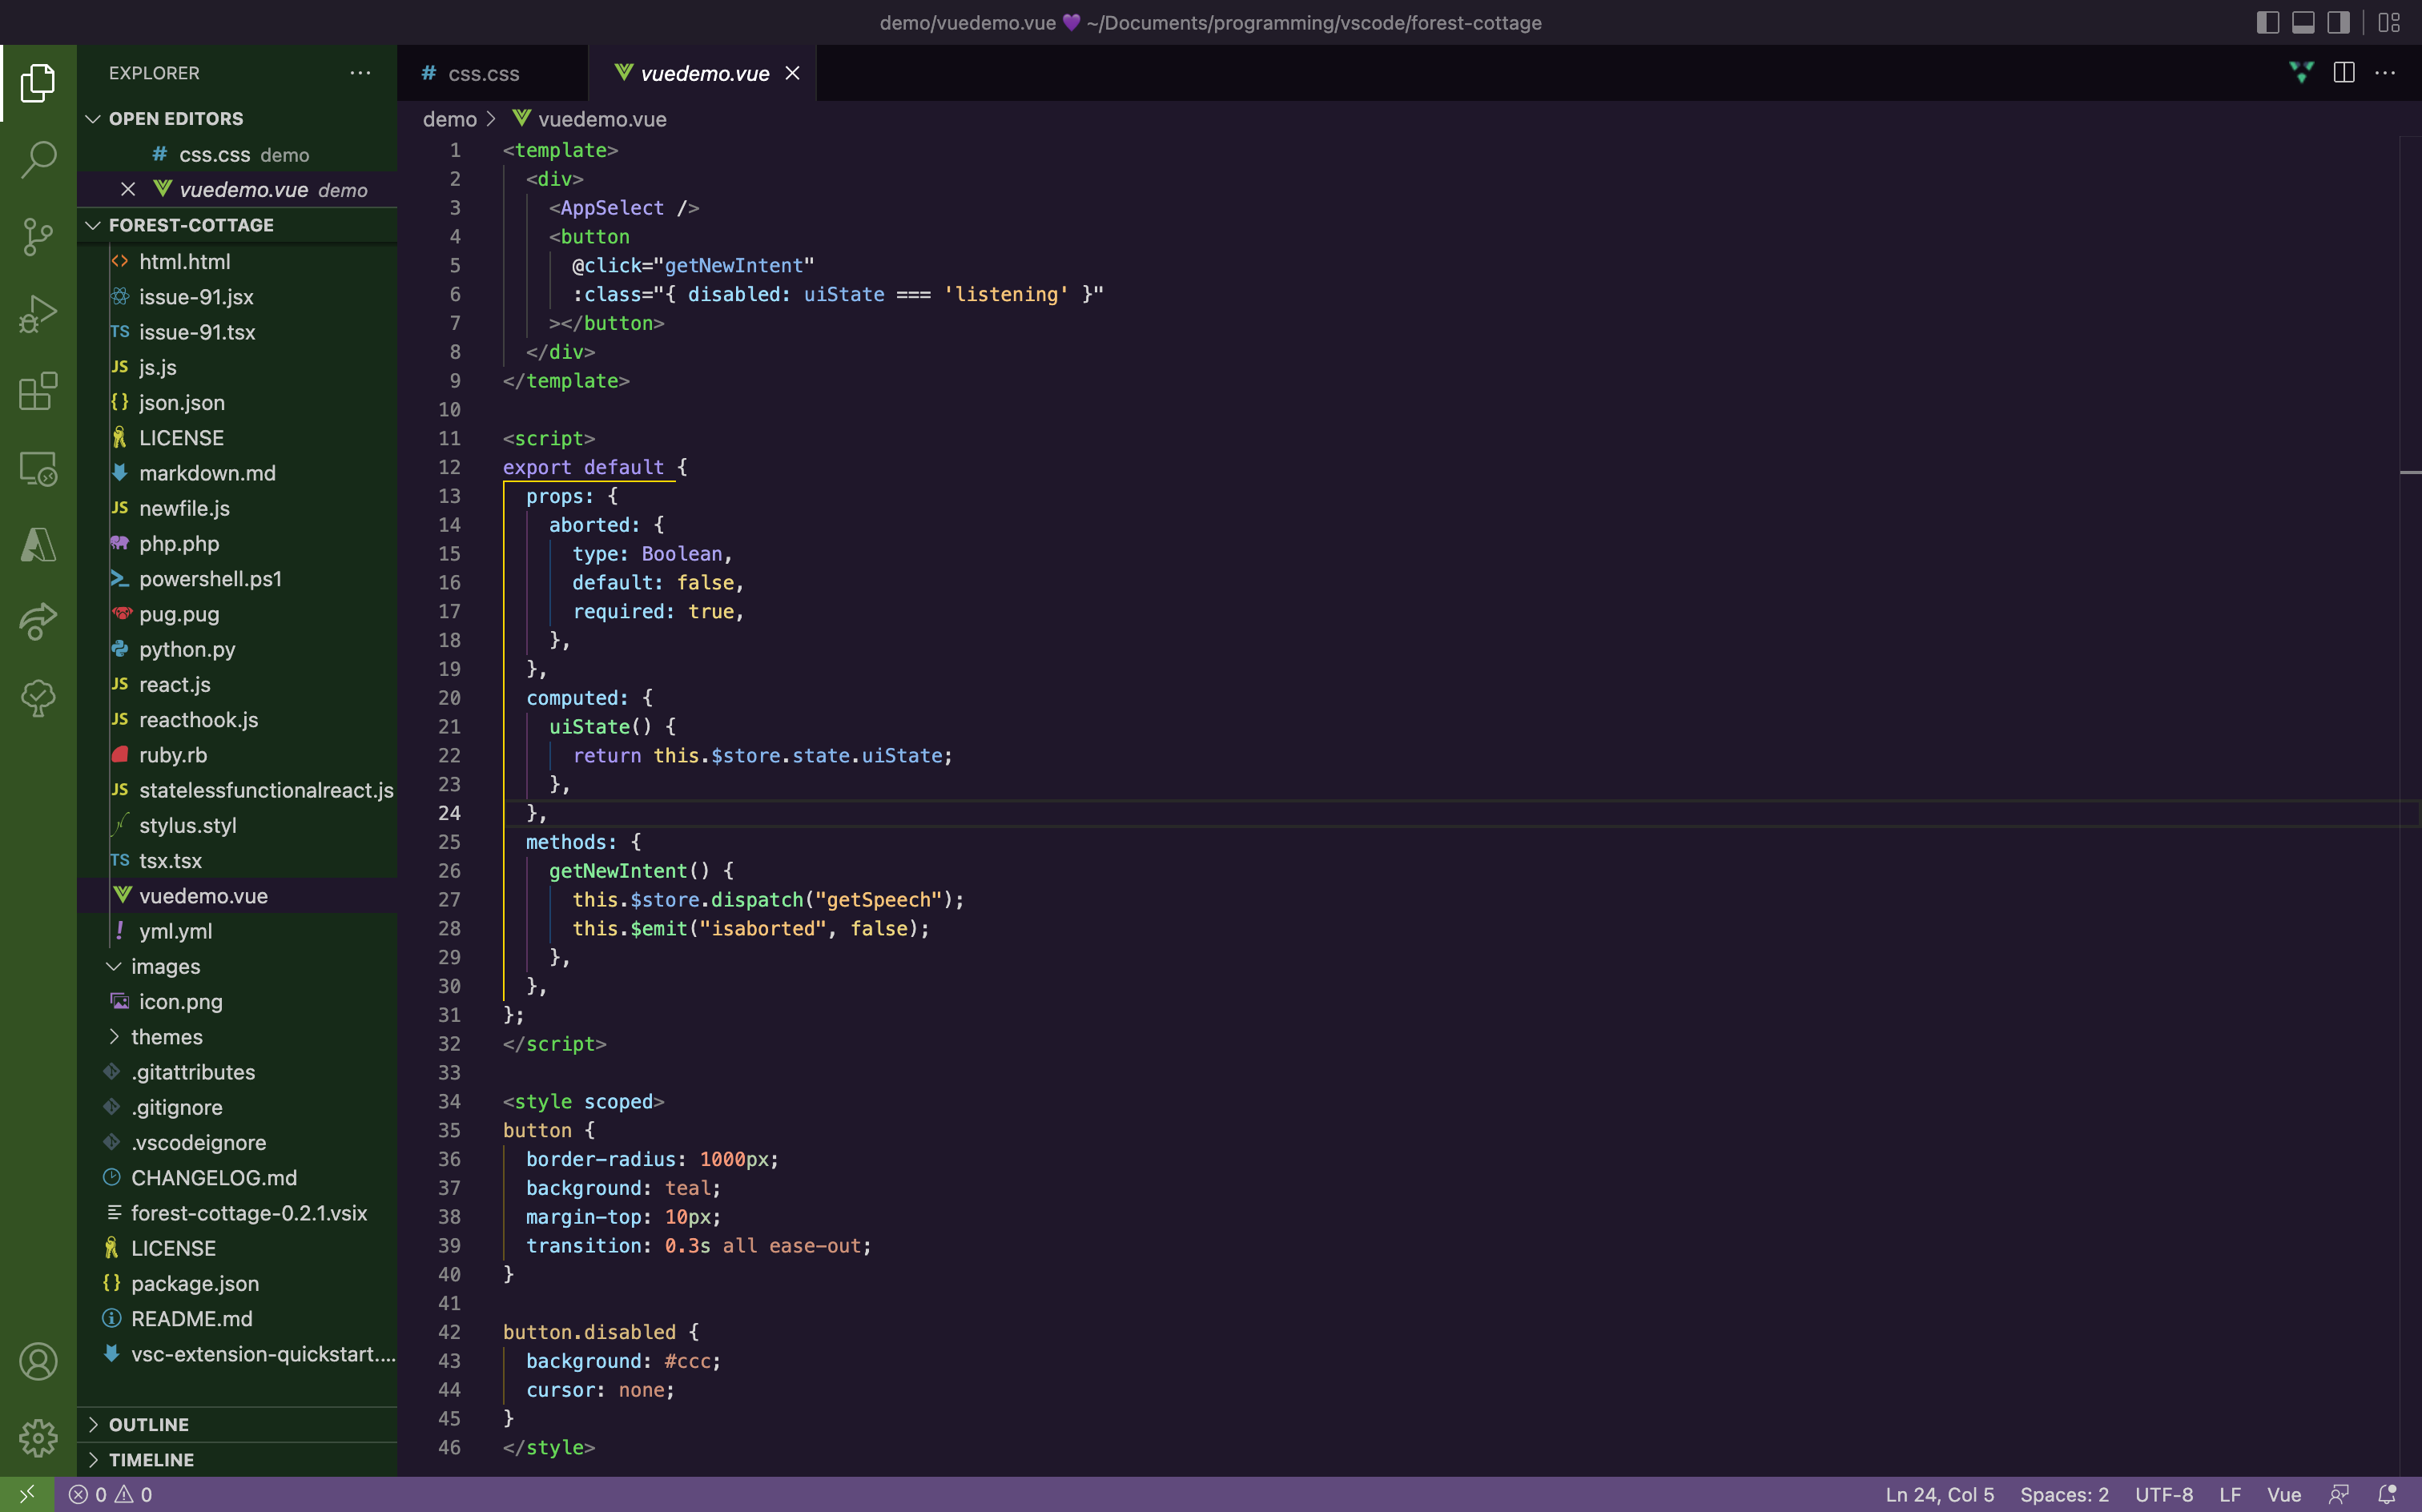 demo/vuedemo.vue 💜 ~/Documents/programming/vscode/forest-cottage
EXPLORER
OPEN EDITORS
# css.css demo
vuedemo.vue demo
FOREST-COTTAGE
html.html
issue-91.jsx
TS issue-91.tsx
JS js.js
{} json.json
LICENSE
markdown.md
JS newfile.js
php.php
powershell.ps1
pug.pug
python.py
JS react.js
JS reacthook.js
ruby.rb
JS statelessfunctionalreact.js
stylus.styl
TS tsx.tsx
vuedemo.vue
! yml.yml
images
icon.png
themes
.gitattributes
.gitignore
.vscodeignore
CHANGELOG.md
forest-cottage-0.2.1.vsix
LICENSE
{} package.json
README.md
vsc-extension-quickstart....
OUTLINE
TIMELINE
# css.css
vuedemo.vue
demo > vuedemo.vue
1 <template>
2 <div>
3 <AppSelect />
4 <button
5 @click="getNewIntent"
6 :class="{ disabled: uiState === 'listening' }"
7 ></button>
8 </div>
9 </template>
10
11 <script>
12 export default {
13 props: {
14 aborted: {
15 type: Boolean,
16 default: false,
17 required: true,
18 },
19 },
20 computed: {
21 uiState() {
22 return this.$store.state.uiState;
23 },
24 },
25 methods: {
26 getNewIntent() {
27 this.$store.dispatch("getSpeech");
28 this.$emit("isaborted", false);
29 },
30 },
31 };
32 </script>
33
34 <style scoped>
35 button {
36 border-radius: 1000px;
37 background: teal;
38 margin-top: 10px;
39 transition: 0.3s all ease-out;
40 }
41
42 button.disabled {
43 background: #ccc;
44 cursor: none;
45 }
46 </style>
0 0
Ln 24, Col 5 Spaces: 2 UTF-8 LF Vue